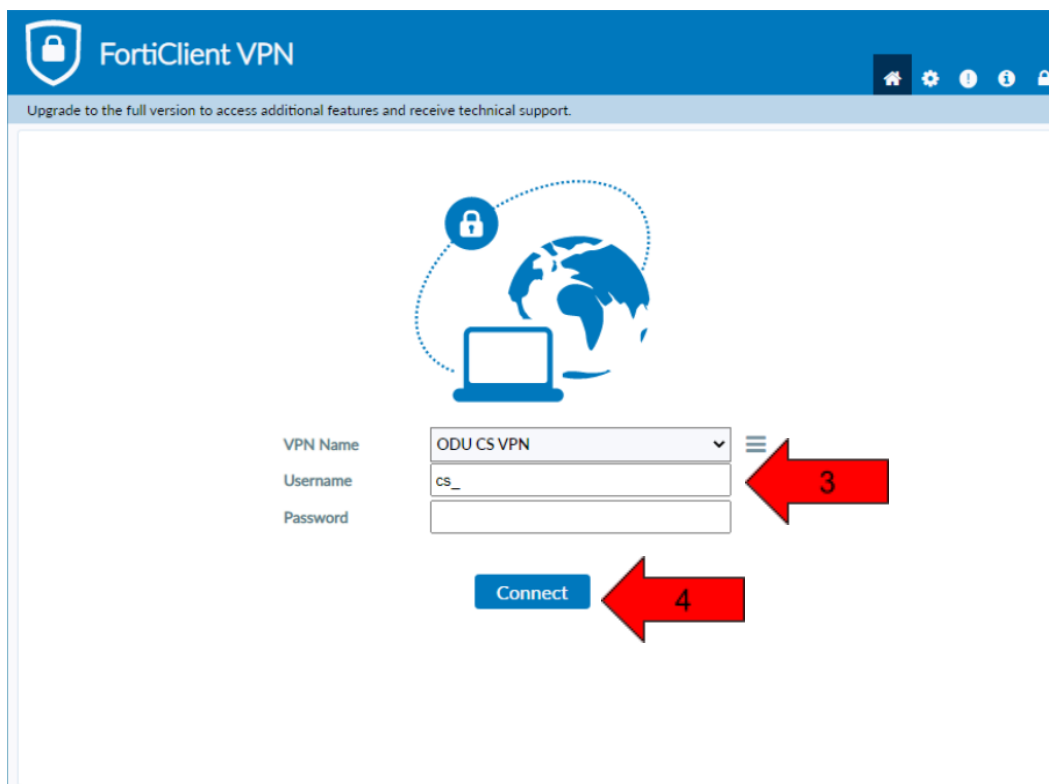 FortiClient VPN
Upgrade to the full version to access additional features and receive technical support.
VPN Name ODU CS VPN
Username cs_
3
Password
Connect
4